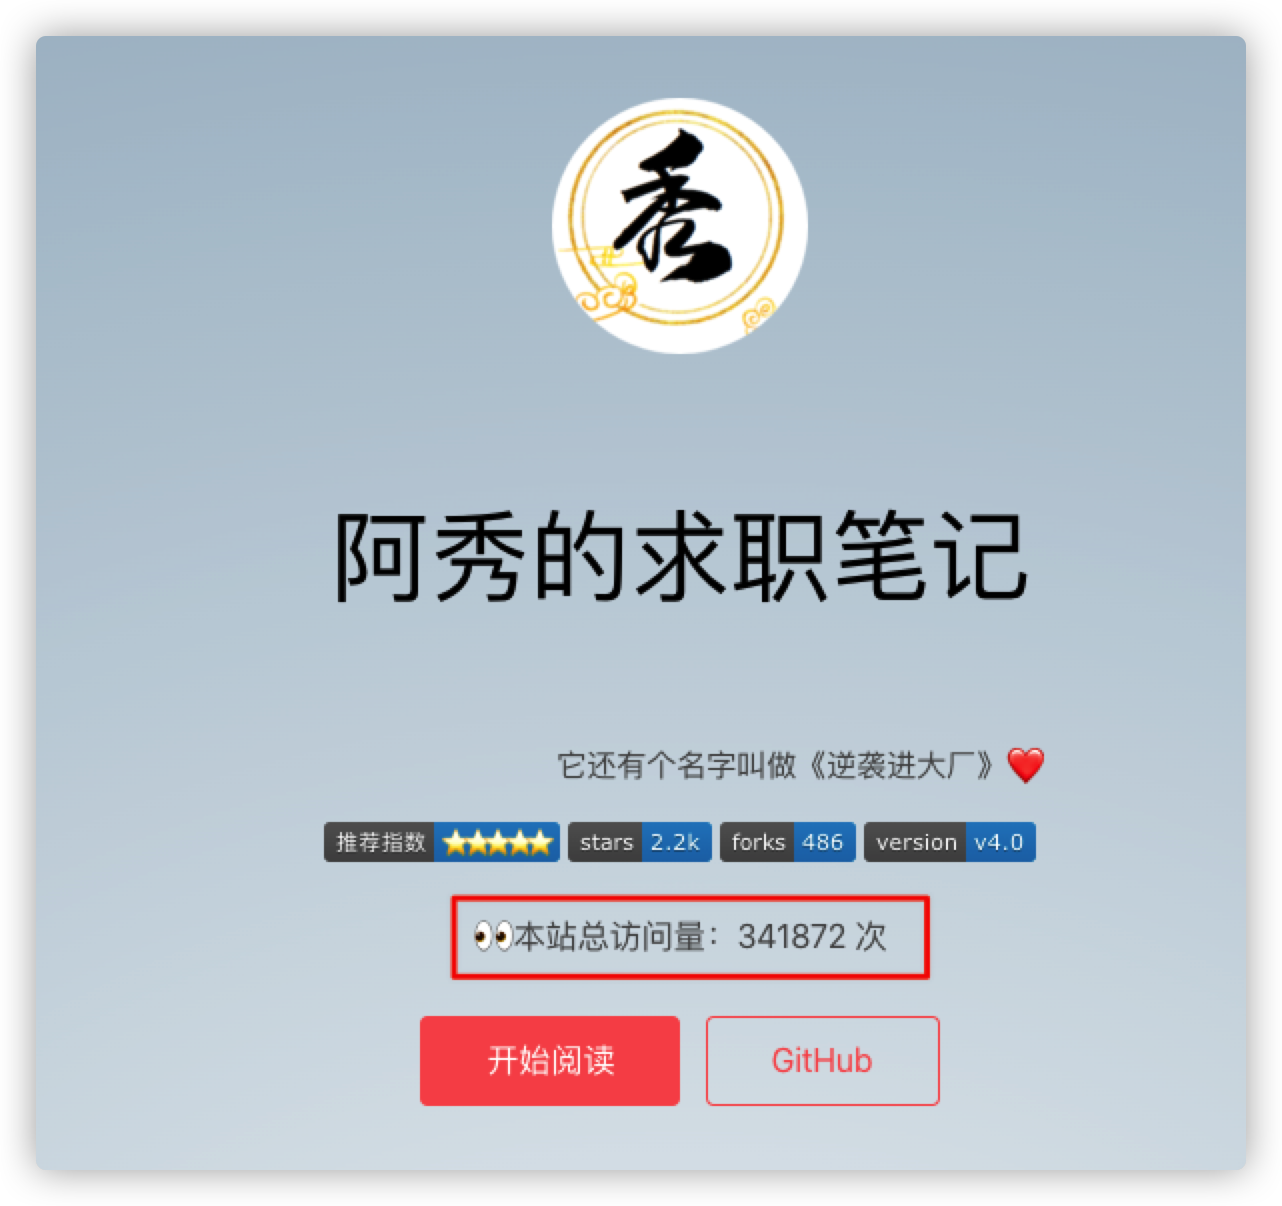 秀
阿秀的求职笔记
它还有个名字叫做《逆袭进大厂》❤️
推荐指数 ⭐⭐⭐⭐⭐ stars 2.2k forks 486 version v4.0
👀本站总访问量：341872 次
开始阅读 GitHub